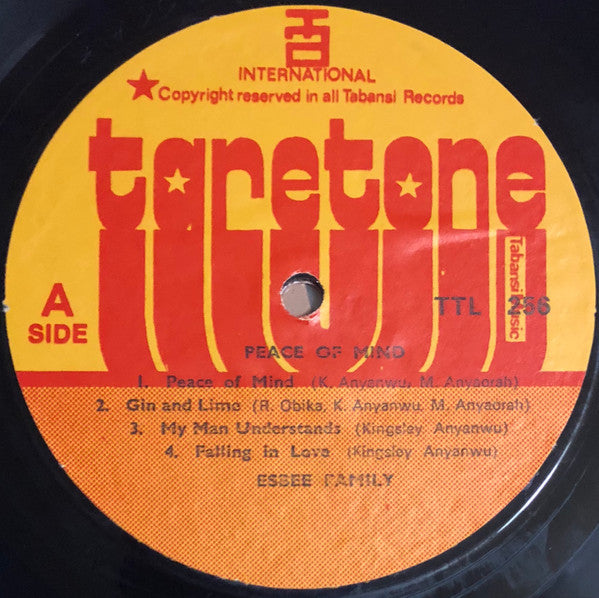 INTERNATIONAL
Copyright reserved in all Tabansi Records
taretone
Tabansi Music
A
SIDE
TTL 256
PEACE OF MIND
1. Peace of Mind (K. Anyanwu, M. Anyaorah)
2. Gin and Lime (R. Obika, K. Anyanwu, M. Anyaorah)
3. My Man Understands (Kingsley Anyanwu)
4. Falling in Love (Kingsley Anyanwu)
ESBEE FAMILY